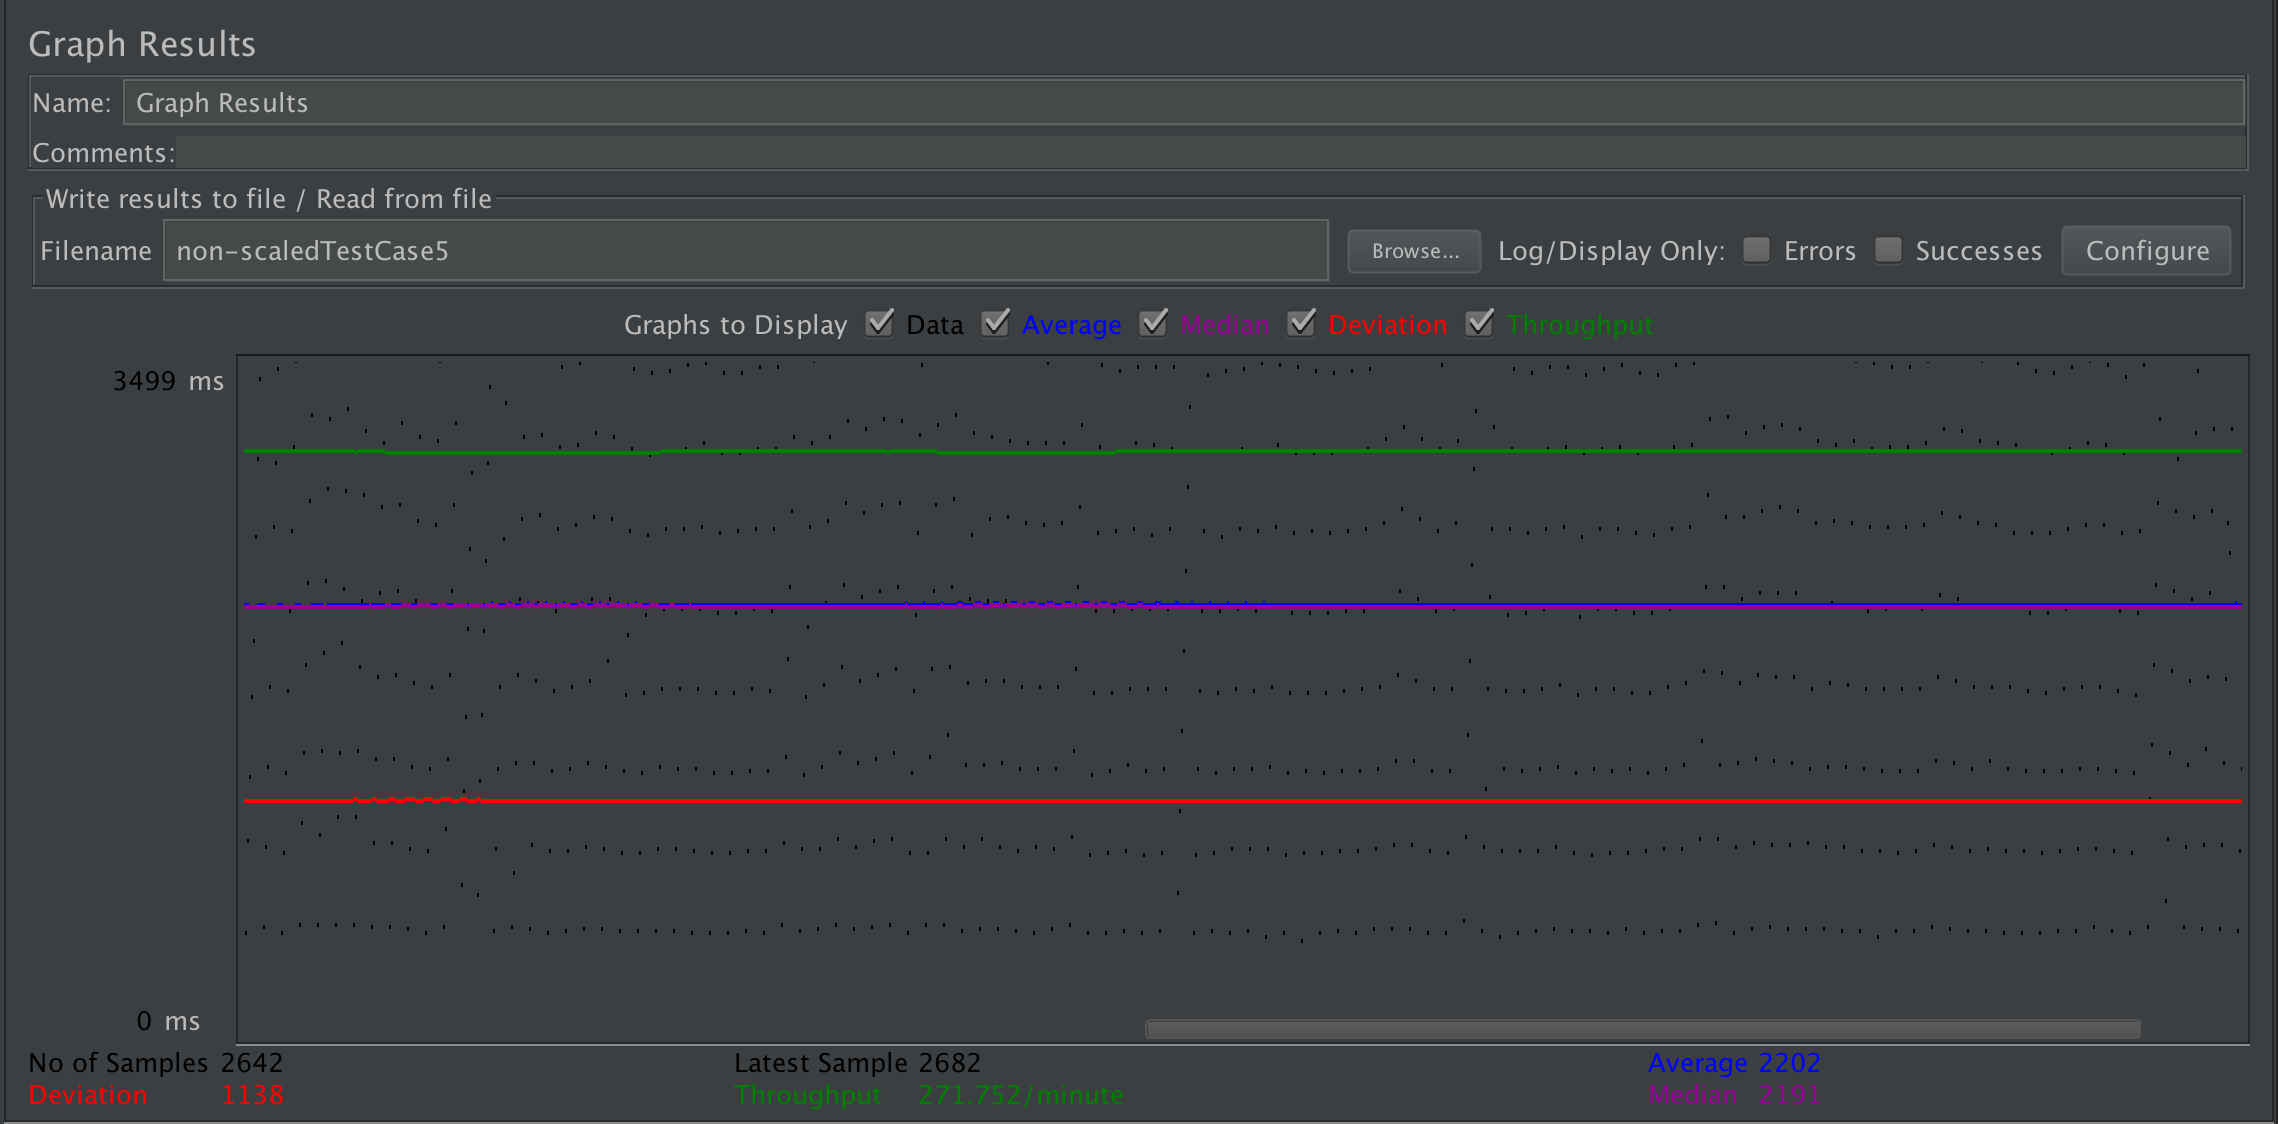 Graph Results
Name: Graph Results
Comments:
Write results to file / Read from file
Filename non-scaledTestCase5 Browse... Log/Display Only: Errors Successes Configure
Graphs to Display Data Average Median Deviation Throughput
3499 ms
0 ms
No of Samples 2642 Latest Sample 2682 Average 2202
Deviation 1138 Throughput 271.752/minute Median 2191